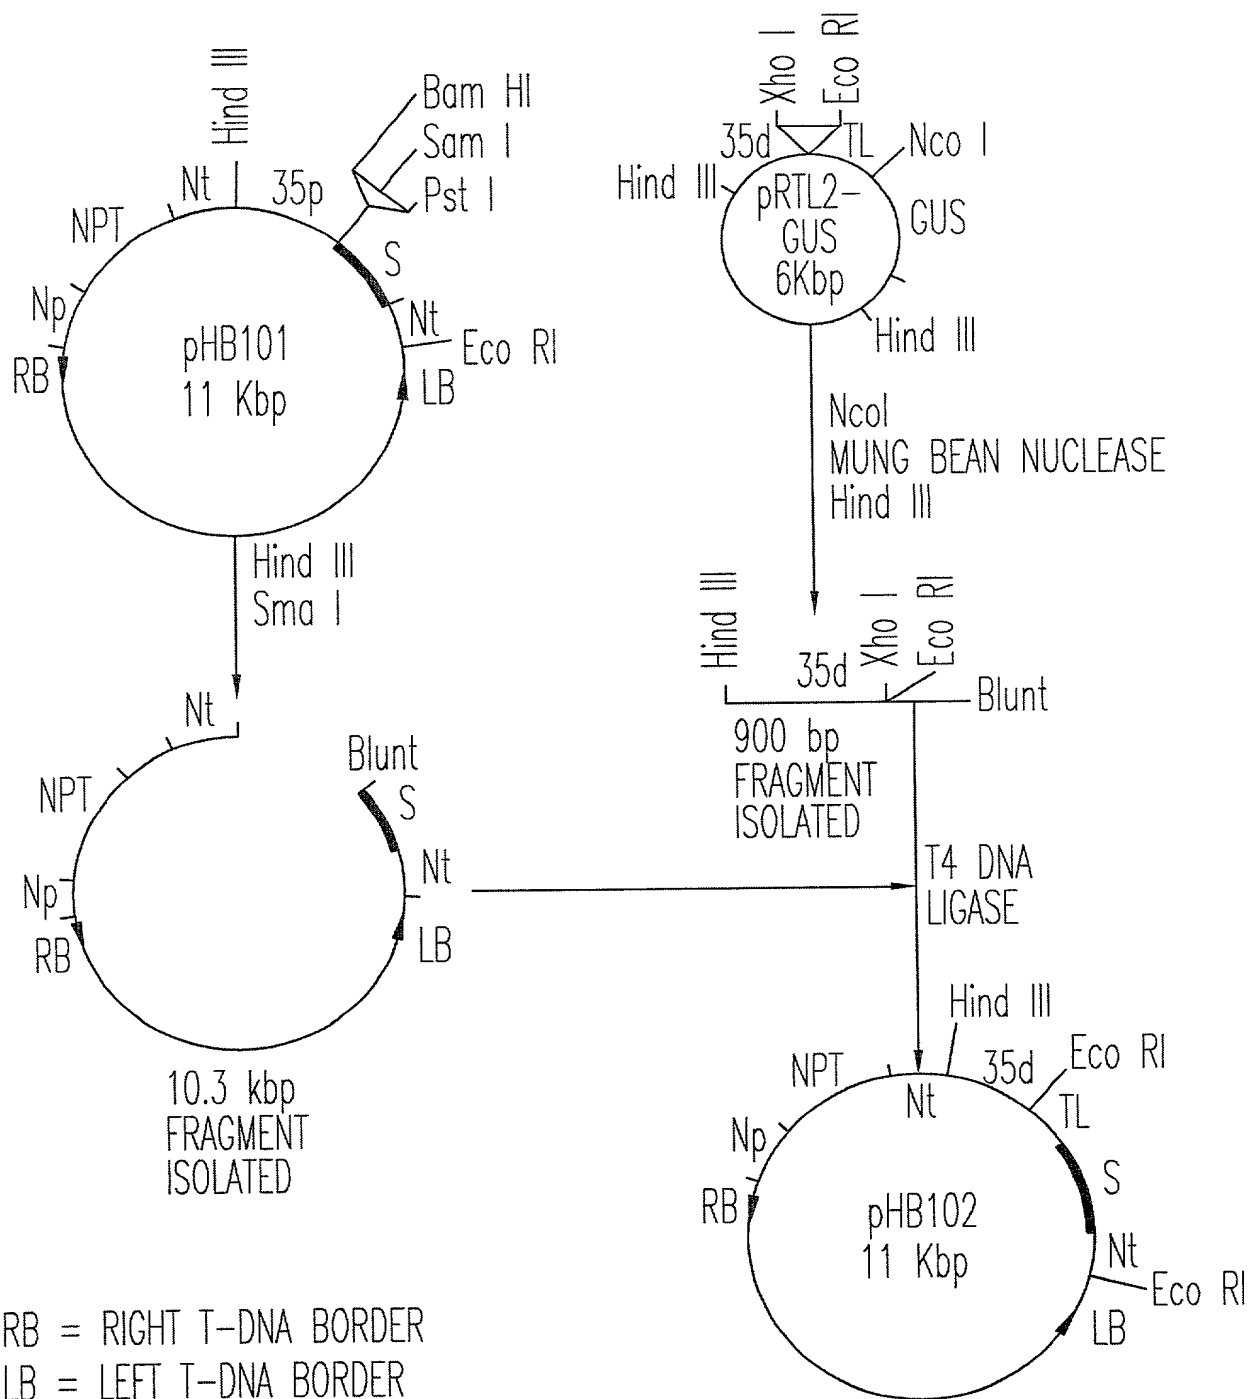 Hind III
Bam HI
Sam I
Pst I
35p
Nt
NPT
Np
RB
S
Nt
Eco RI
LB
pHB101
11 Kbp
Hind III
Sma I
Xho I
Eco RI
35d
TL
Nco I
Hind III
pRTL2-
GUS
6Kbp
GUS
Hind III
NcoI
MUNG BEAN NUCLEASE
Hind III
Hind III
35d
Xho I
Eco RI
Blunt
900 bp
FRAGMENT
ISOLATED
Nt
NPT
Np
RB
Blunt
S
Nt
LB
10.3 kbp
FRAGMENT
ISOLATED
T4 DNA
LIGASE
Hind III
35d
Eco RI
TL
NPT
Nt
Np
RB
S
pHB102
11 Kbp
Nt
Eco RI
LB
RB = RIGHT T-DNA BORDER
LB = LEFT T-DNA BORDER